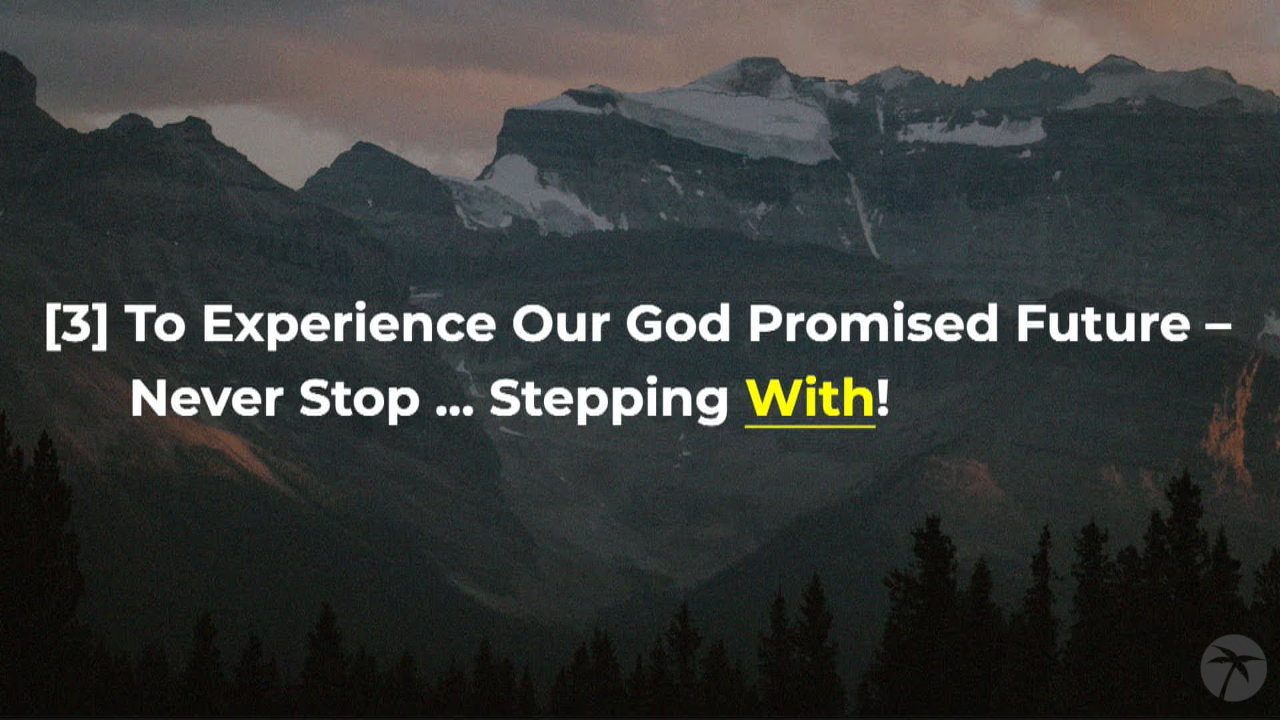 [3] To Experience Our God Promised Future –
Never Stop ... Stepping With!